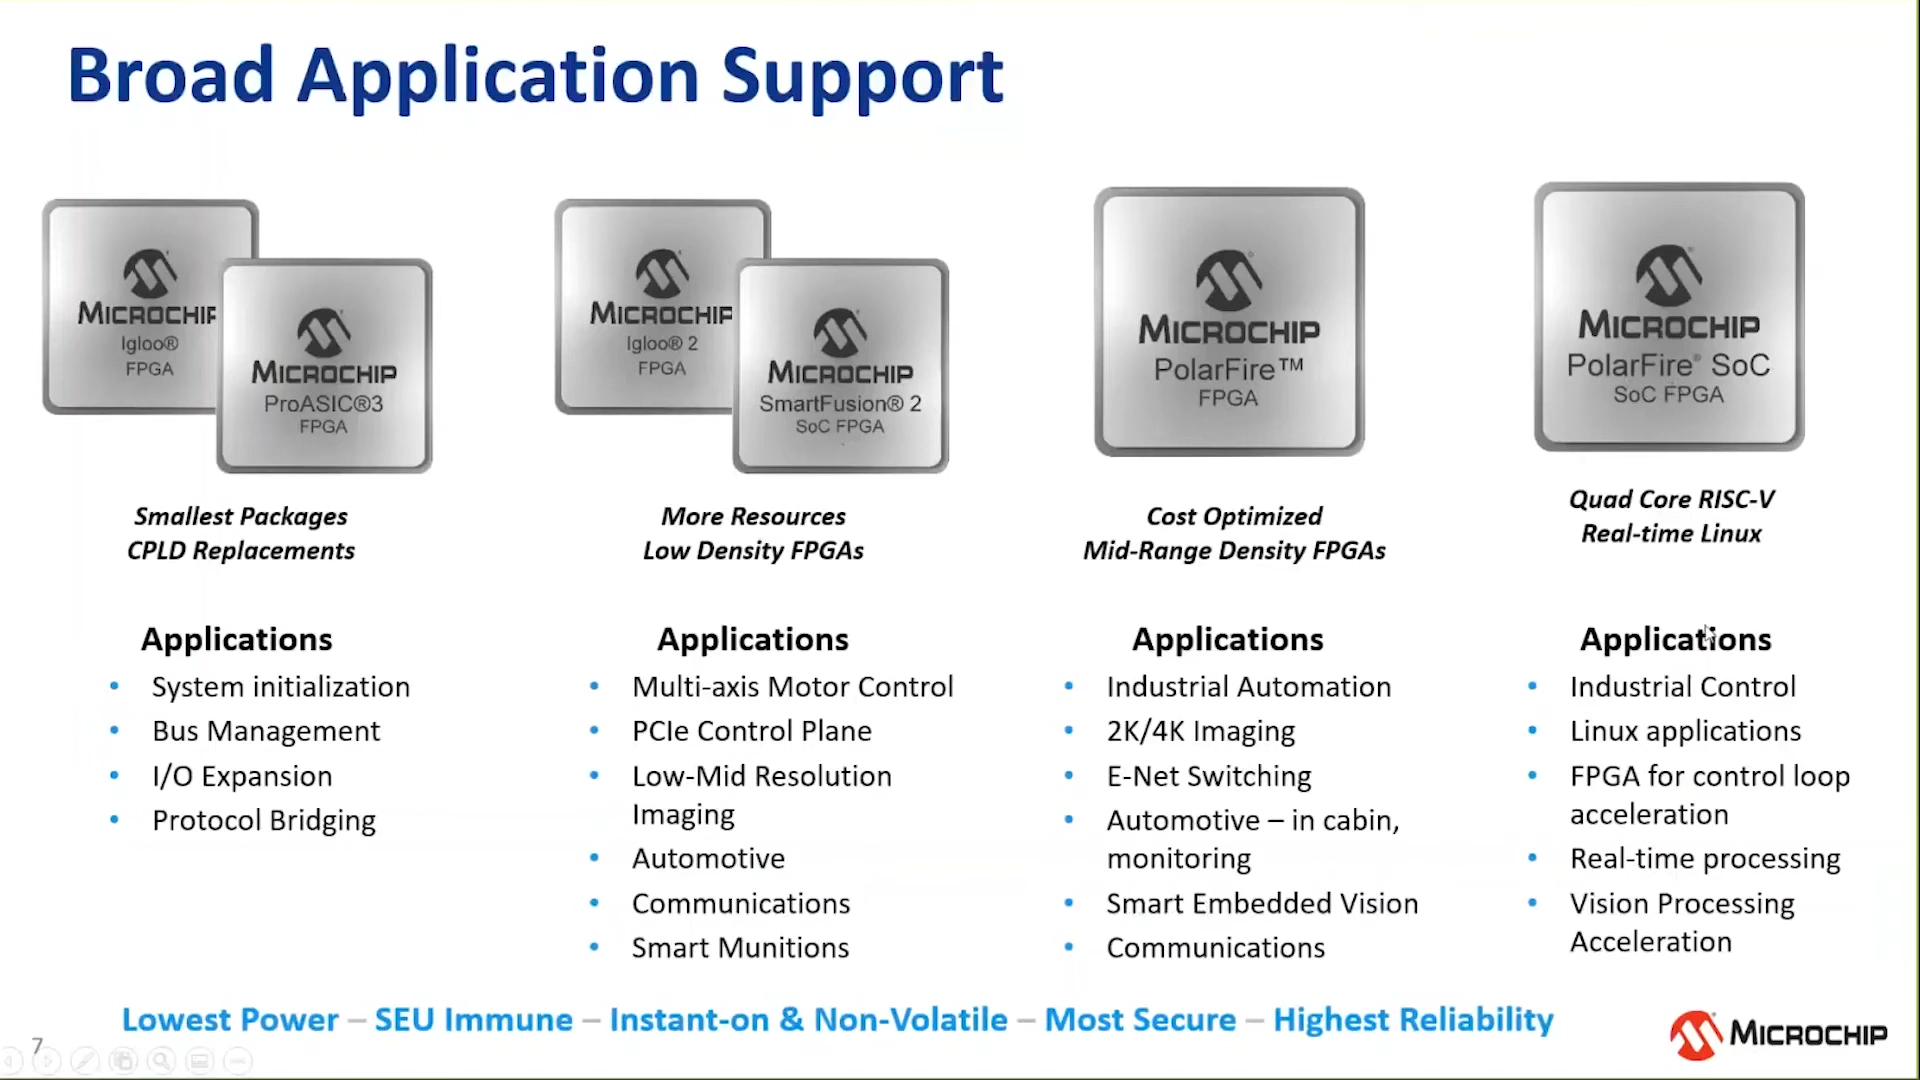 Broad Application Support
MICROCHIP
Igloo®
FPGA
MICROCHIP
ProASIC®3
FPGA
Smallest Packages
CPLD Replacements
Applications
• System initialization
• Bus Management
• I/O Expansion
• Protocol Bridging
MICROCHIP
Igloo® 2
FPGA
MICROCHIP
SmartFusion® 2
SoC FPGA
More Resources
Low Density FPGAs
Applications
• Multi-axis Motor Control
• PCIe Control Plane
• Low-Mid Resolution
Imaging
• Automotive
• Communications
• Smart Munitions
MICROCHIP
PolarFire™
FPGA
Cost Optimized
Mid-Range Density FPGAs
Applications
• Industrial Automation
• 2K/4K Imaging
• E-Net Switching
• Automotive – in cabin,
monitoring
• Smart Embedded Vision
• Communications
MICROCHIP
PolarFire® SoC
SoC FPGA
Quad Core RISC-V
Real-time Linux
Applications
• Industrial Control
• Linux applications
• FPGA for control loop
acceleration
• Real-time processing
• Vision Processing
Acceleration
Lowest Power – SEU Immune – Instant-on & Non-Volatile – Most Secure – Highest Reliability
7
MICROCHIP